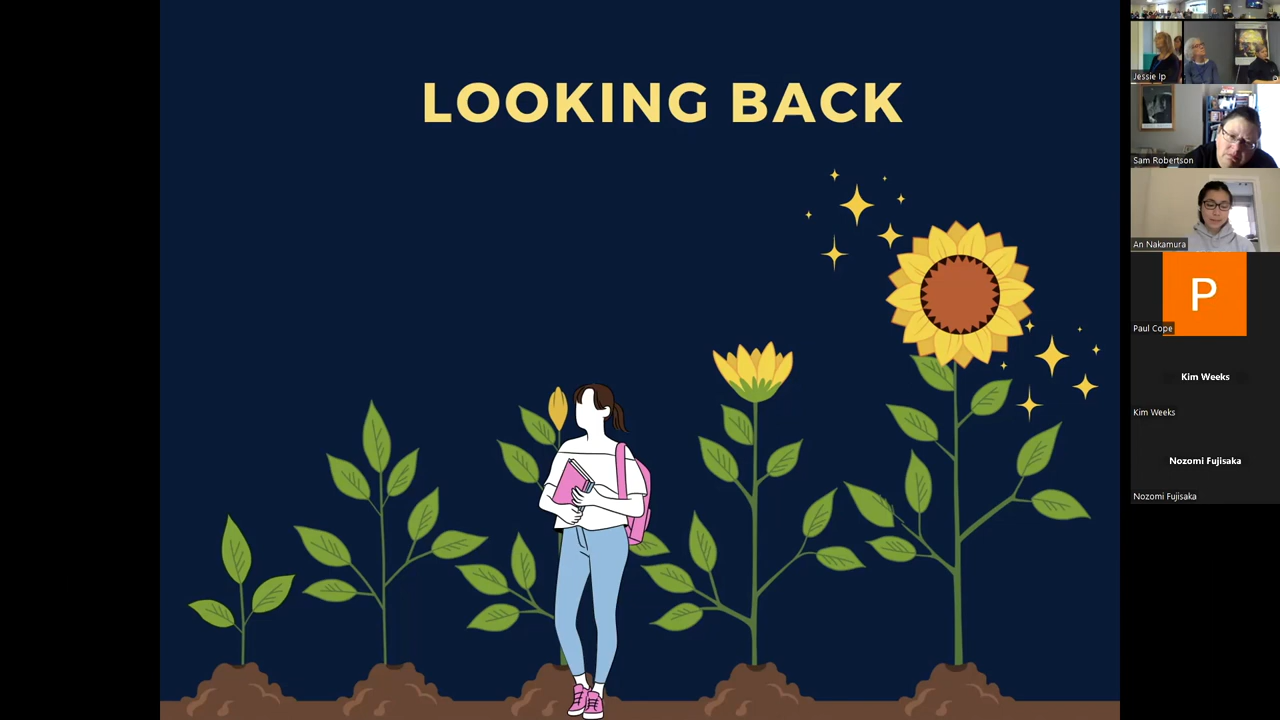 LOOKING BACK
Jessie Ip
Sam Robertson
An Nakamura
P
Paul Cope
Kim Weeks
Kim Weeks
Nozomi Fujisaka
Nozomi Fujisaka